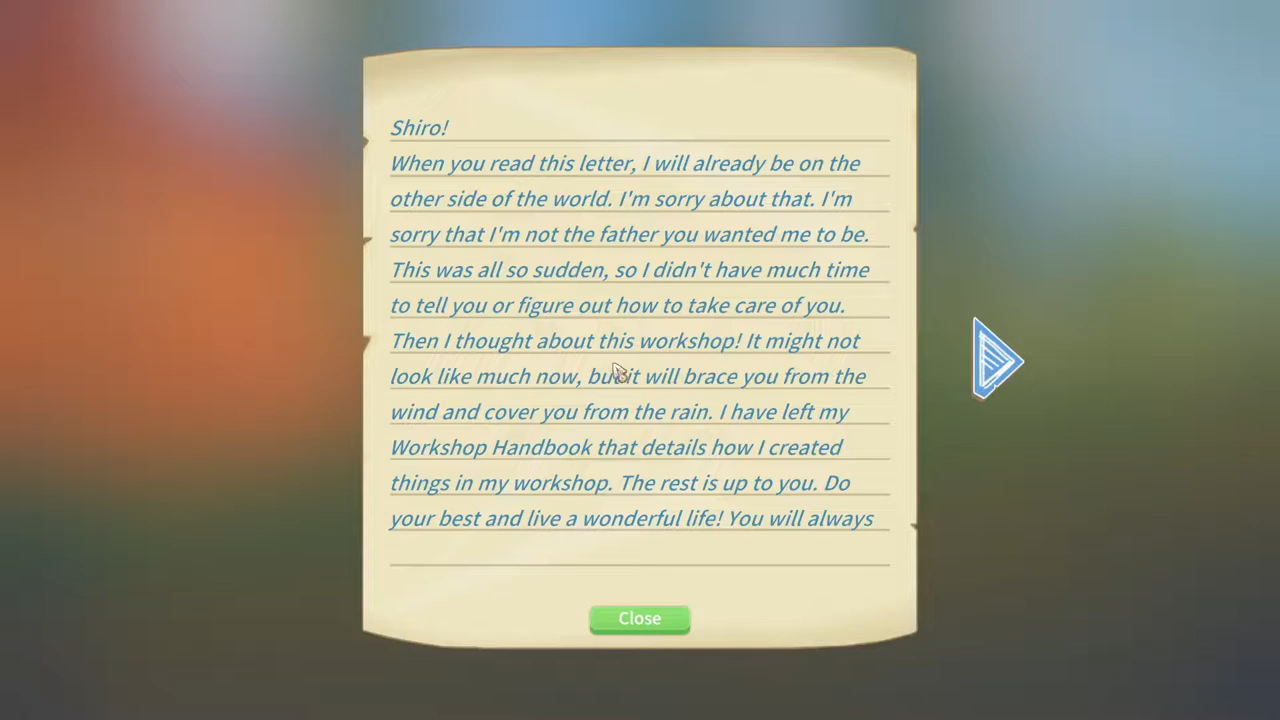 Shiro!
When you read this letter, I will already be on the
other side of the world. I'm sorry about that. I'm
sorry that I'm not the father you wanted me to be.
This was all so sudden, so I didn't have much time
to tell you or figure out how to take care of you.
Then I thought about this workshop! It might not
look like much now, but it will brace you from the
wind and cover you from the rain. I have left my
Workshop Handbook that details how I created
things in my workshop. The rest is up to you. Do
your best and live a wonderful life! You will always
Close